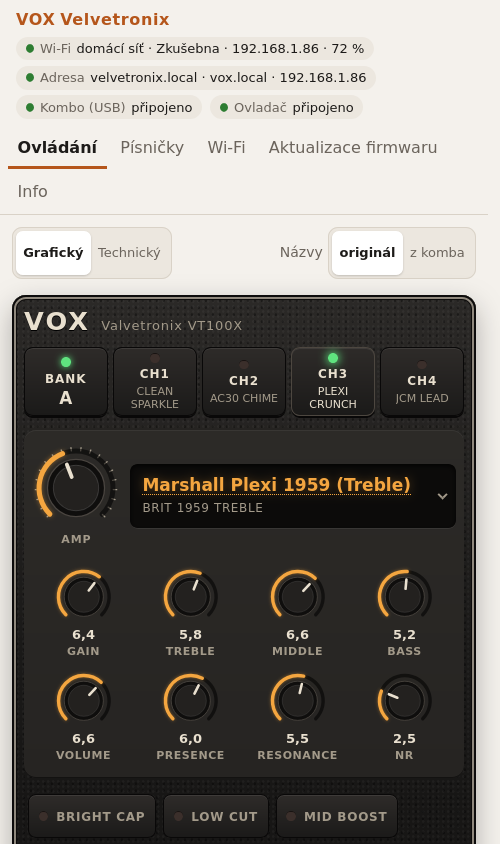 VOX Velvetronix
Wi-Fi domácí síť · Zkušebna · 192.168.1.86 · 72 %
Adresa velvetronix.local · vox.local · 192.168.1.86
Kombo (USB) připojeno
Ovladač připojeno
Ovládání Písničky Wi-Fi Aktualizace firmwaru
Info
Grafický Technický Názvy originál z komba
VOX Valvetronix VT100X
BANK
A
CH1
CLEAN
SPARKLE
CH2
AC30 CHIME
CH3
PLEXI
CRUNCH
CH4
JCM LEAD
AMP
Marshall Plexi 1959 (Treble)
BRIT 1959 TREBLE
6,4 5,8 6,6 5,2
GAIN TREBLE MIDDLE BASS
6,6 6,0 5,5 2,5
VOLUME PRESENCE RESONANCE NR
BRIGHT CAP LOW CUT MID BOOST